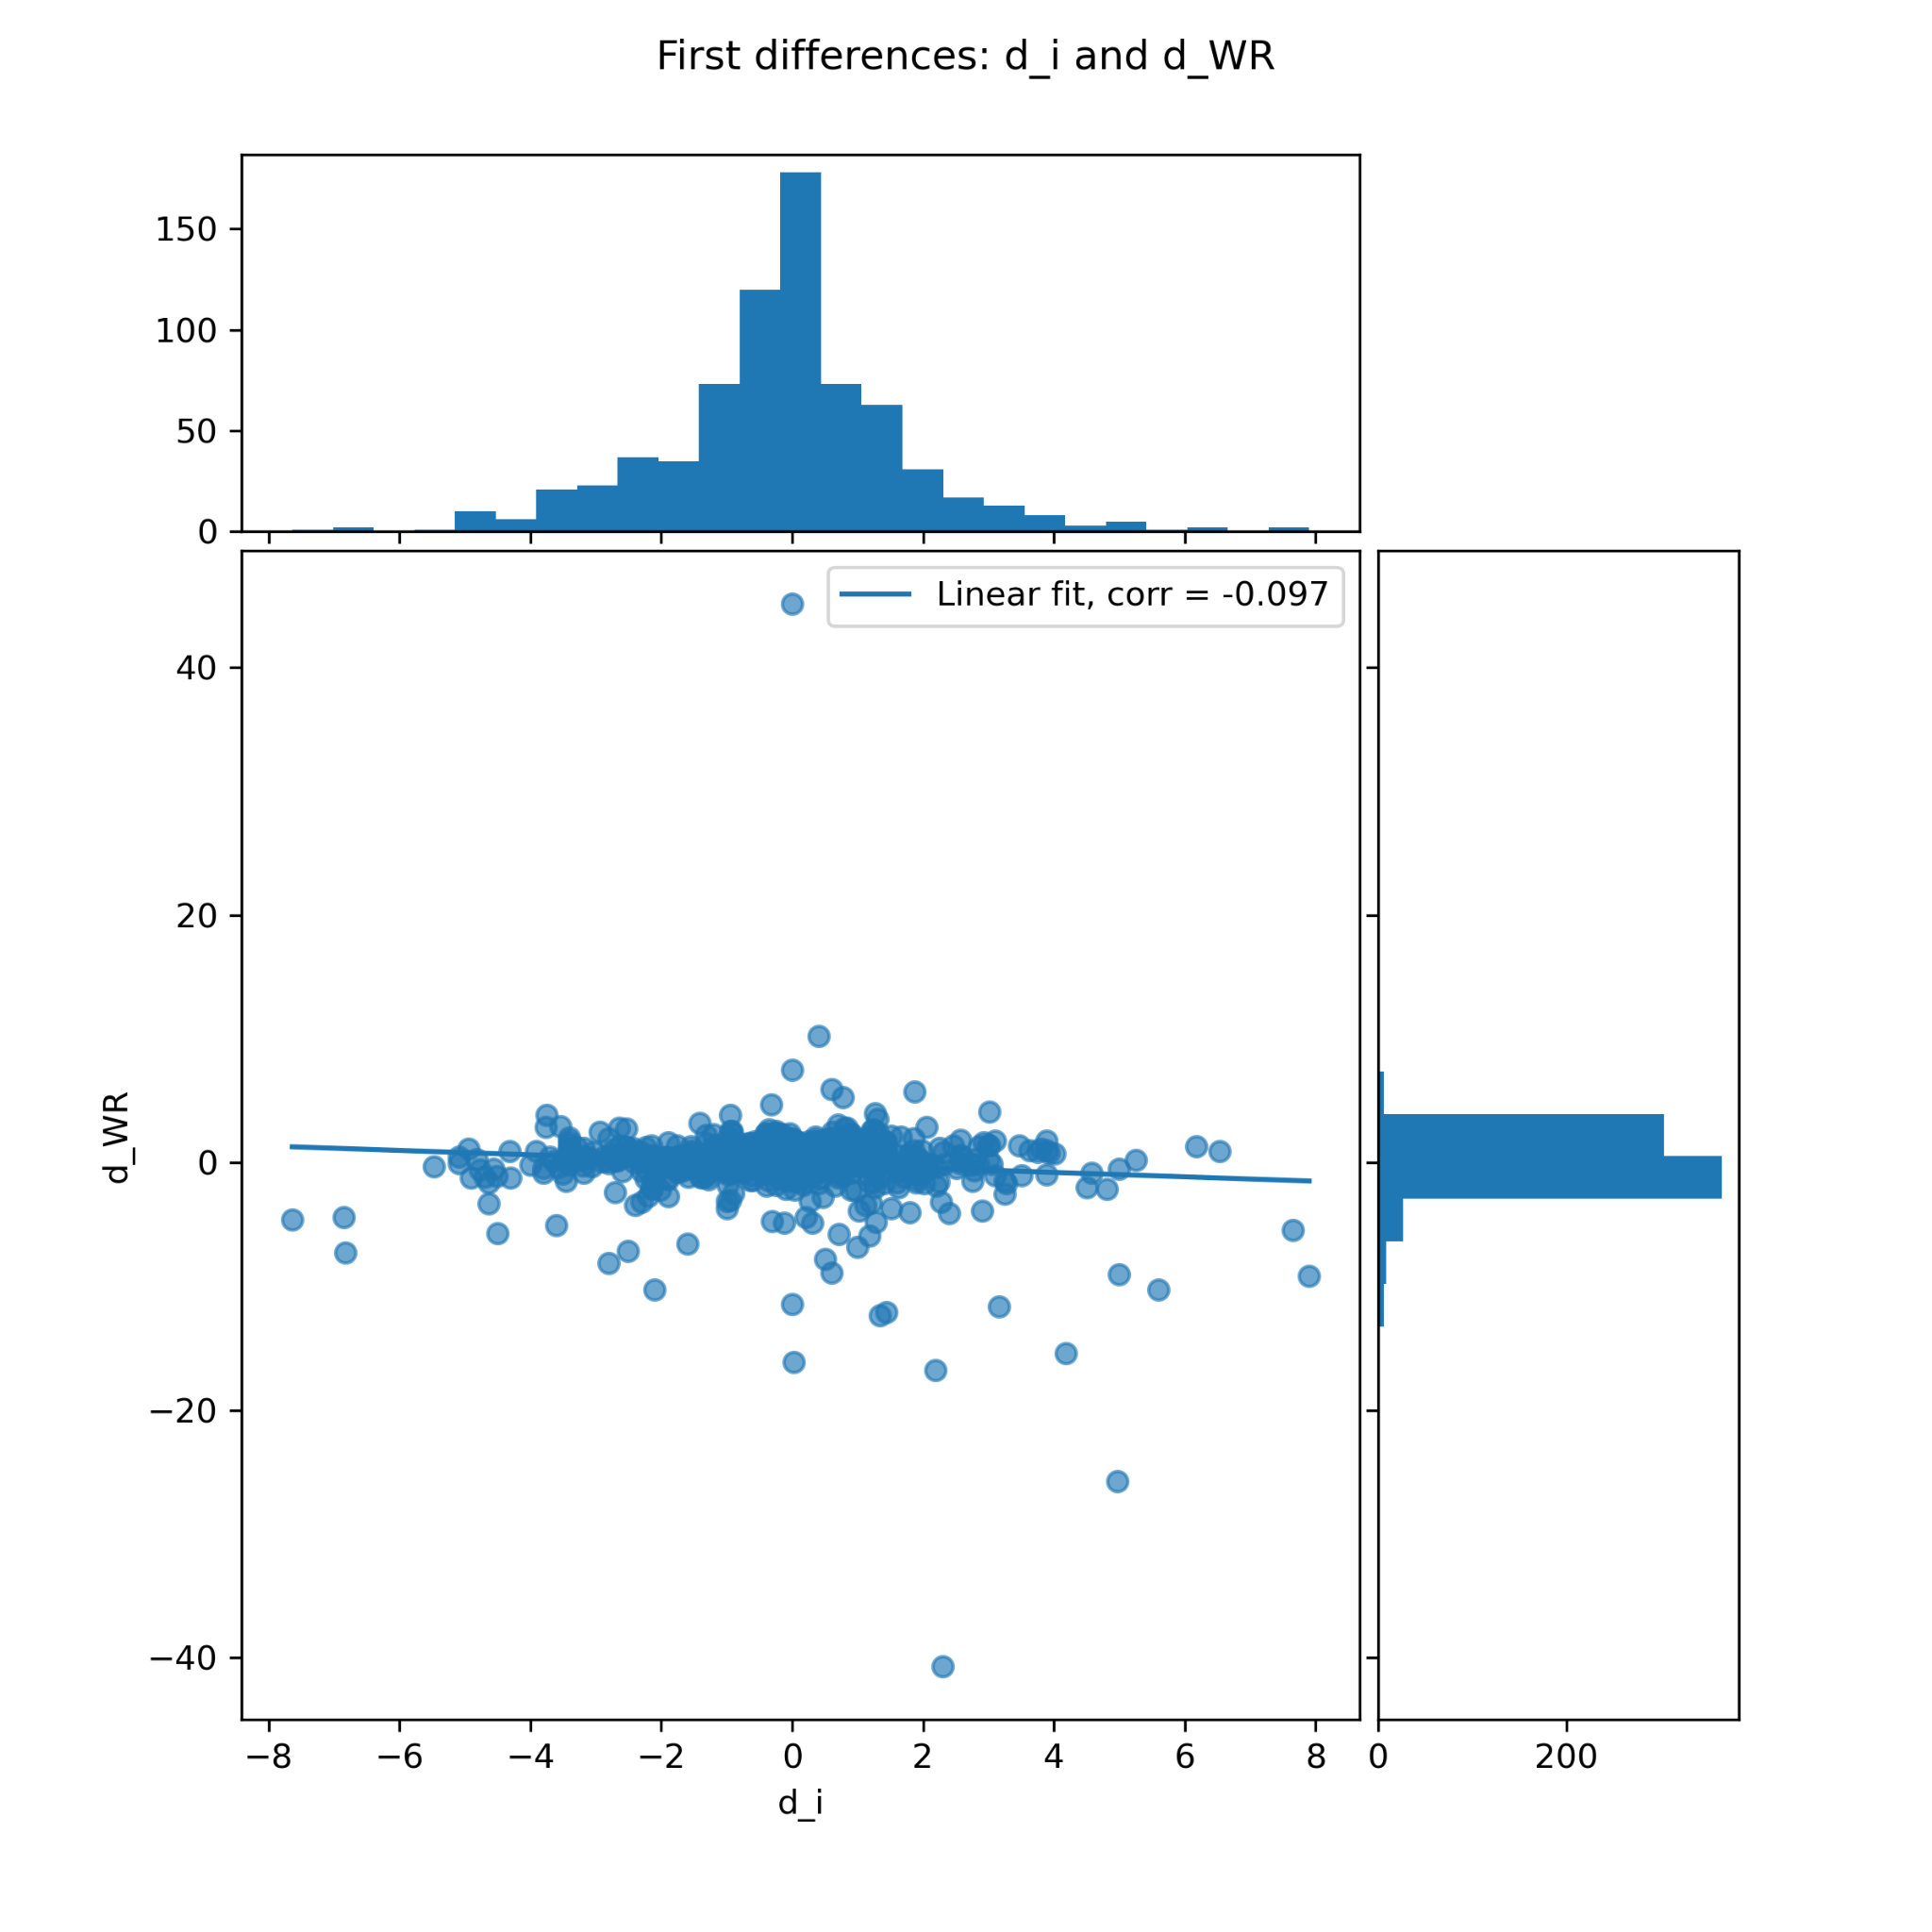 First differences: d_i and d_WR
150
100
50
0
Linear fit, corr = -0.097
40
20
0
−20
−40
d_WR
−8 −6 −4 −2 0 2 4 6 8 0 200
d_i